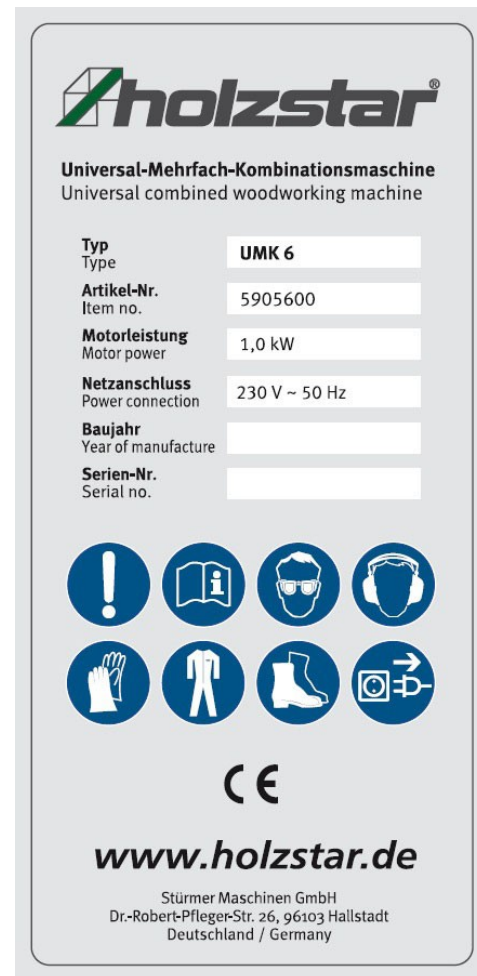 holzstar®
Universal-Mehrfach-Kombinationsmaschine
Universal combined woodworking machine
Typ
Type
UMK 6
Artikel-Nr.
Item no.
5905600
Motorleistung
Motor power
1,0 kW
Netzanschluss
Power connection
230 V ~ 50 Hz
Baujahr
Year of manufacture
Serien-Nr.
Serial no.
CE
www.holzstar.de
Stürmer Maschinen GmbH
Dr.-Robert-Pfleger-Str. 26, 96103 Hallstadt
Deutschland / Germany